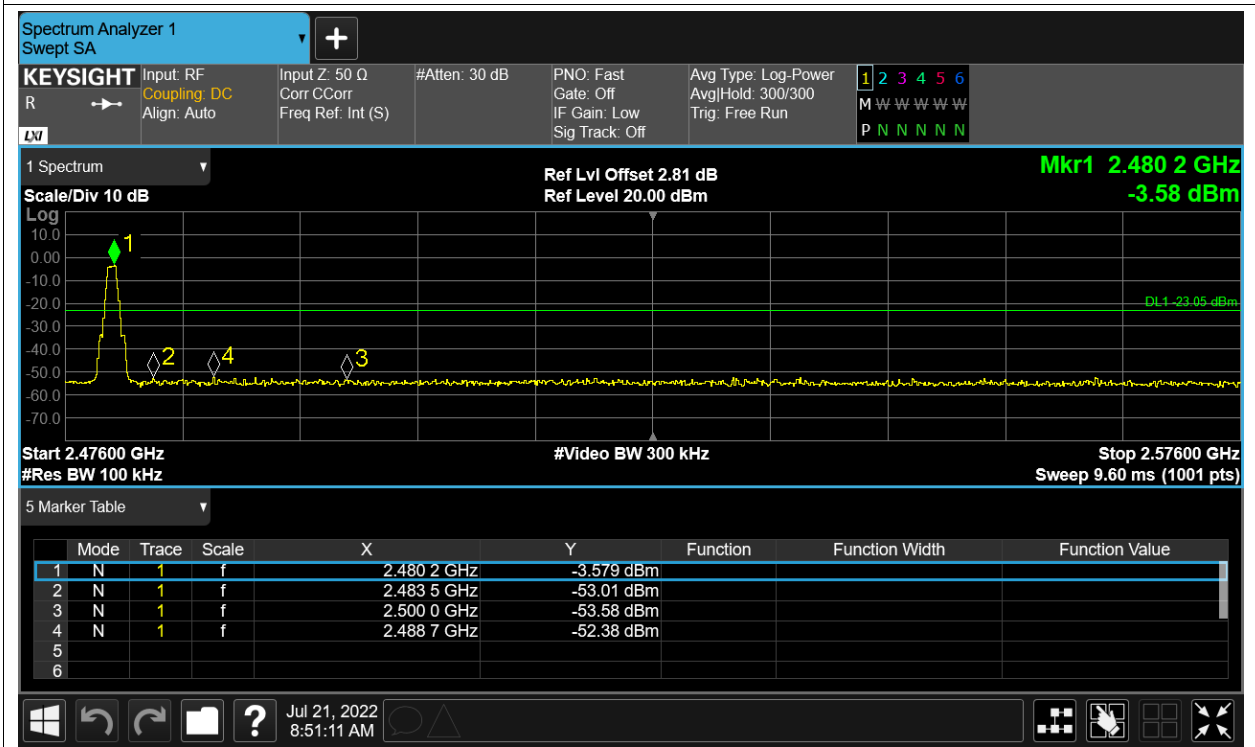 Spectrum Analyzer 1
Swept SA
+
KEYSIGHT Input: RF Input Z: 50 Ω #Atten: 30 dB PNO: Fast Avg Type: Log-Power 1 2 3 4 5 6
R Coupling: DC Corr CCorr Gate: Off Avg|Hold: 300/300 M W W W W W
Align: Auto Freq Ref: Int (S) IF Gain: Low Trig: Free Run
LXI Sig Track: Off P N N N N N
1 Spectrum Ref Lvl Offset 2.81 dB Mkr1 2.480 2 GHz
Scale/Div 10 dB Ref Level 20.00 dBm -3.58 dBm
Log
10.0
1
0.00
-10.0
-20.0 DL1 -23.05 dBm
-30.0
-40.0 2 4 3
-50.0
-60.0
-70.0
Start 2.47600 GHz #Video BW 300 kHz Stop 2.57600 GHz
#Res BW 100 kHz Sweep 9.60 ms (1001 pts)
5 Marker Table
Mode Trace Scale X Y Function Function Width Function Value
1 N 1 f 2.480 2 GHz -3.579 dBm
2 N 1 f 2.483 5 GHz -53.01 dBm
3 N 1 f 2.500 0 GHz -53.58 dBm
4 N 1 f 2.488 7 GHz -52.38 dBm
5
6
? Jul 21, 2022
8:51:11 AM